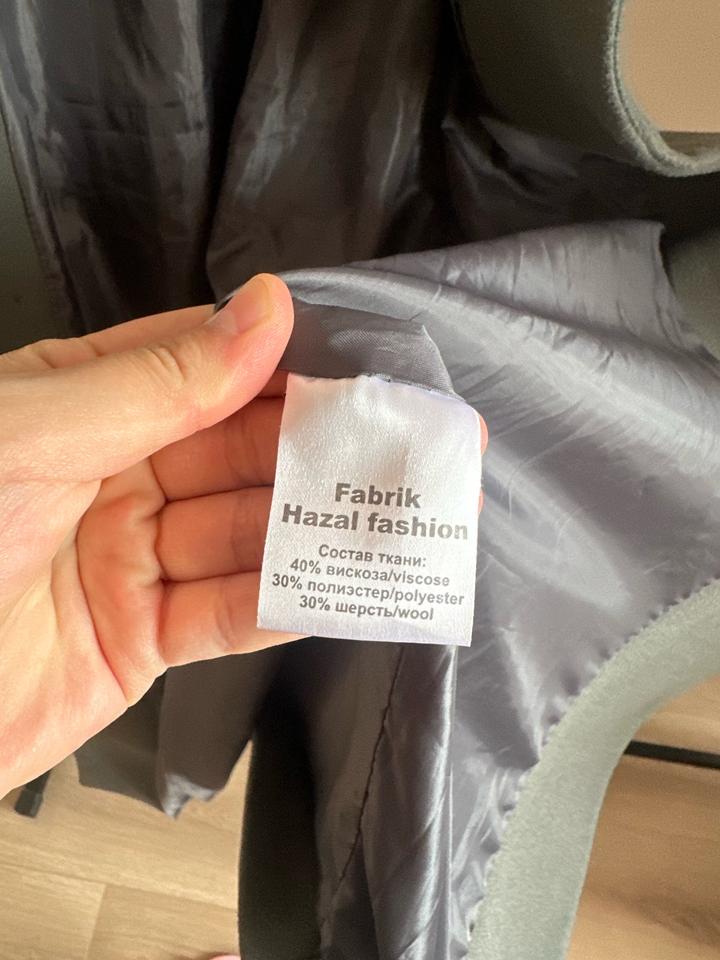 Fabrik
Hazal fashion
Состав ткани:
40% вискоза/viscose
30% полиэстер/polyester
30% шерсть/wool